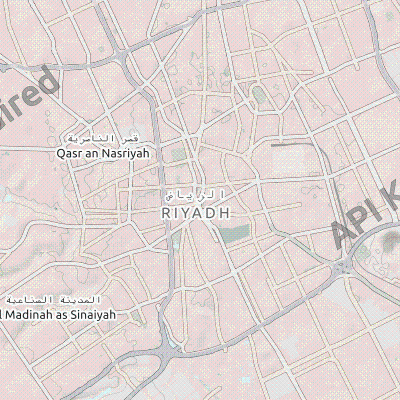 ired
قصر الناصرية
Qasr an Nasriyah
الرياض
RIYADH
API K
المدينة الصناعية
l Madinah as Sinaiyah